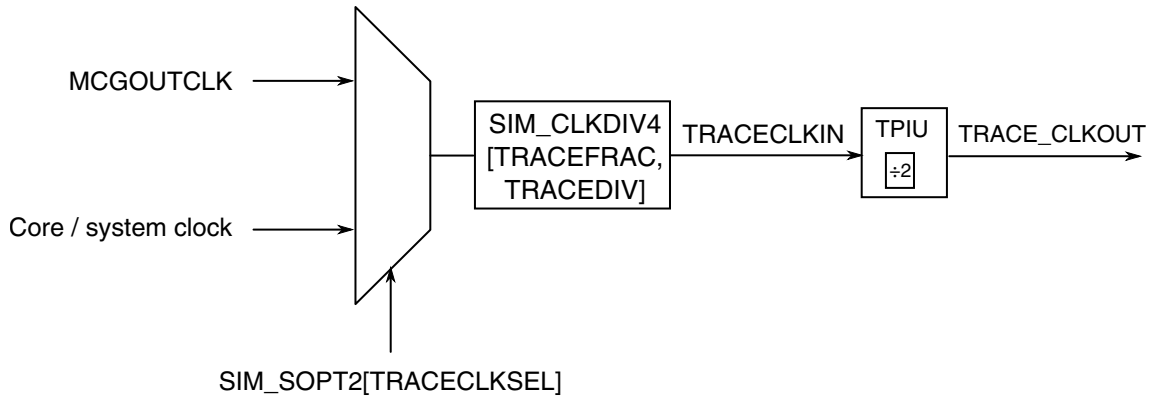 MCGOUTCLK
Core / system clock
SIM_SOPT2[TRACECLKSEL]
SIM_CLKDIV4
[TRACEFRAC,
TRACEDIV]
TRACECLKIN
TPIU
÷2
TRACE_CLKOUT